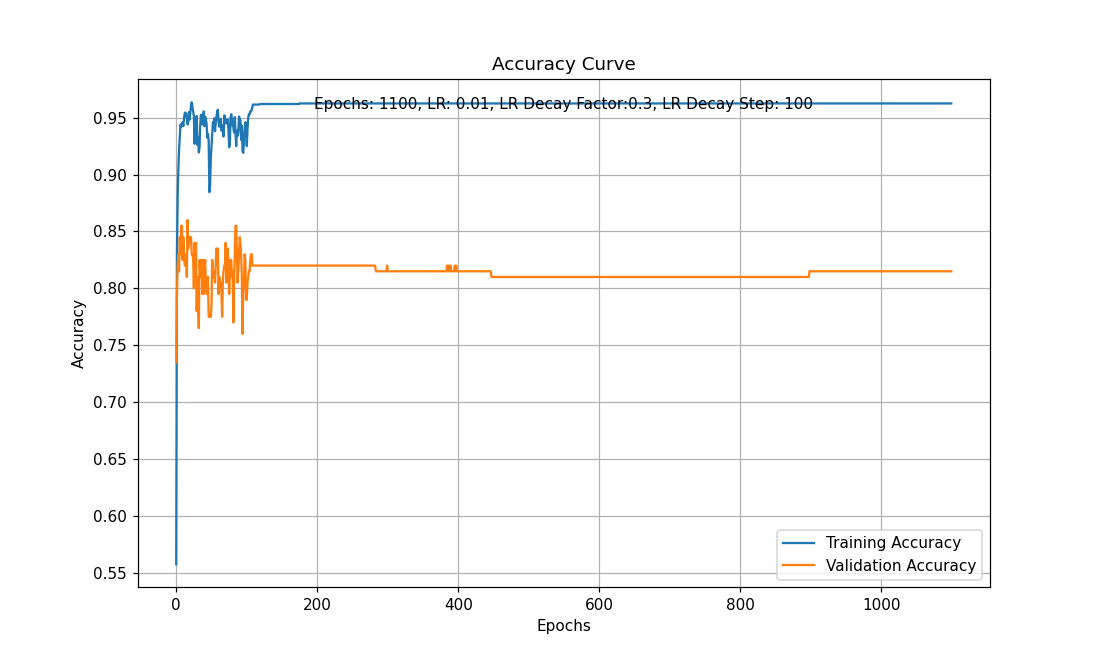 Accuracy Curve
Epochs: 1100, LR: 0.01, LR Decay Factor:0.3, LR Decay Step: 100
0.95
0.90
0.85
0.80
0.75
0.70
0.65
0.60
0.55
Accuracy
Training Accuracy
Validation Accuracy
0 200 400 600 800 1000
Epochs